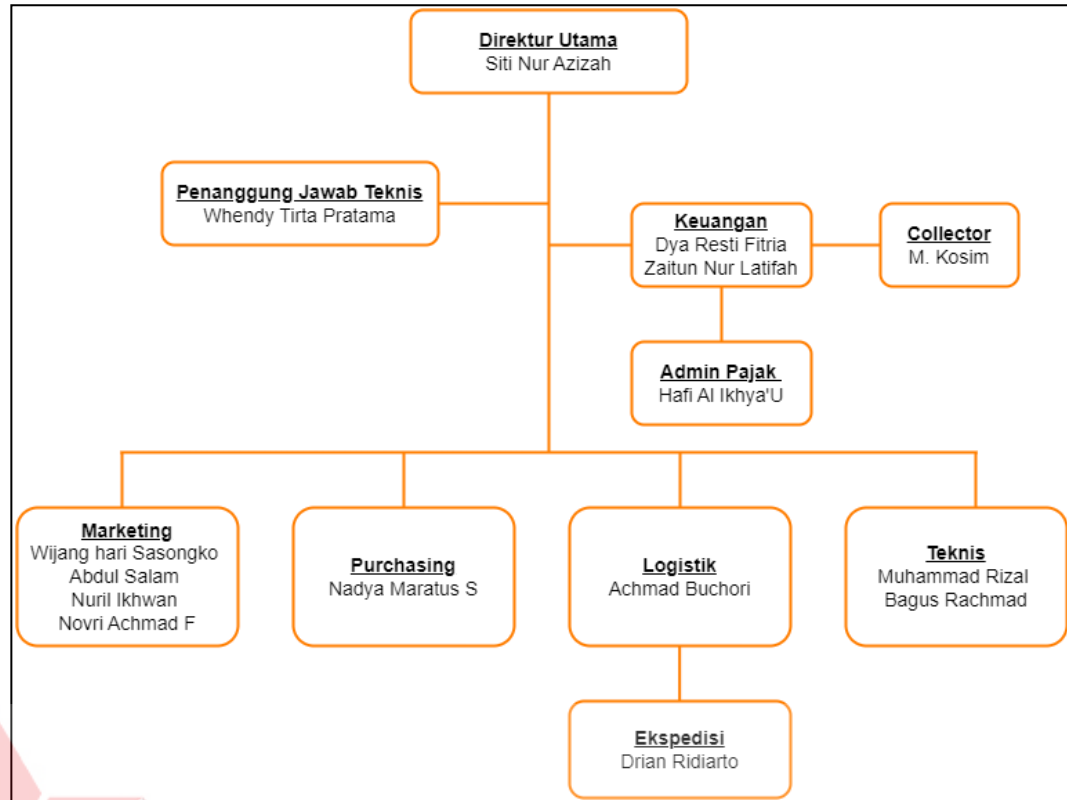 Direktur Utama
Siti Nur Azizah
Penanggung Jawab Teknis
Whendy Tirta Pratama
Keuangan
Dya Resti Fitria
Zaitun Nur Latifah
Collector
M. Kosim
Admin Pajak
Hafi Al Ikhya'U
Marketing
Wijang hari Sasongko
Abdul Salam
Nuril Ikhwan
Novri Achmad F
Purchasing
Nadya Maratus S
Logistik
Achmad Buchori
Teknis
Muhammad Rizal
Bagus Rachmad
Ekspedisi
Drian Ridiarto